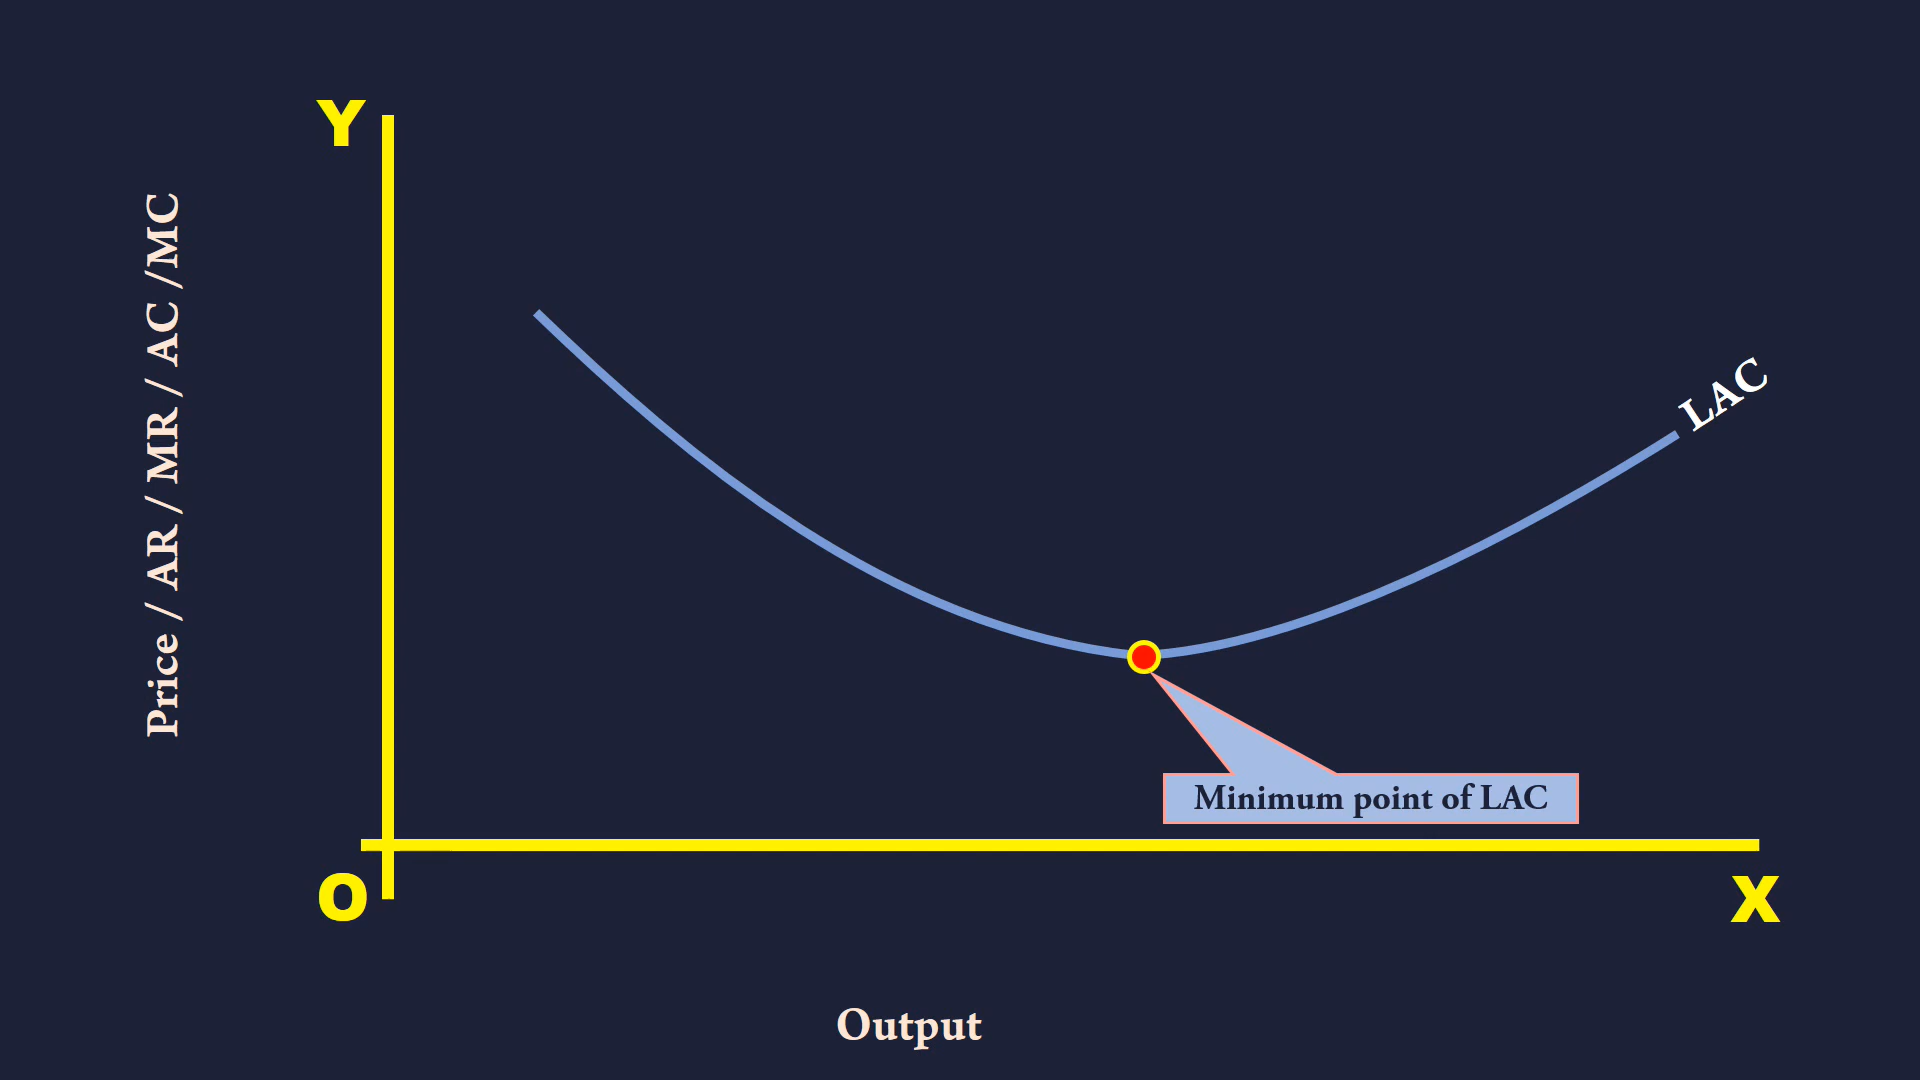 Y
Price / AR / MR / AC /MC
LAC
Minimum point of LAC
O
X
Output